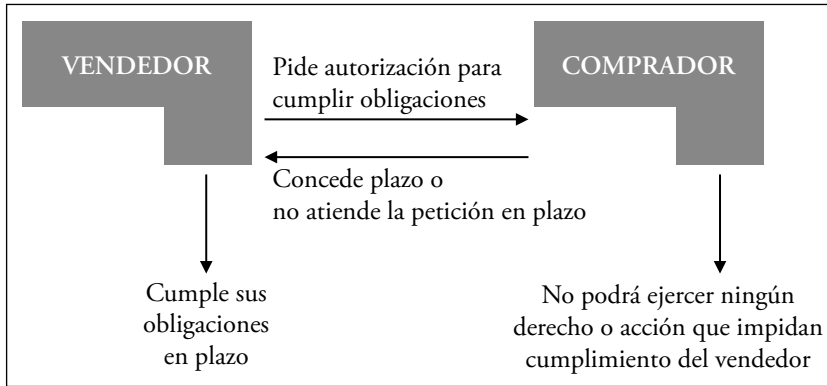 VENDEDOR
Pide autorización para
cumplir obligaciones
COMPRADOR
Concede plazo o
no atiende la petición en plazo
Cumple sus
obligaciones
en plazo
No podrá ejercer ningún
derecho o acción que impidan
cumplimiento del vendedor